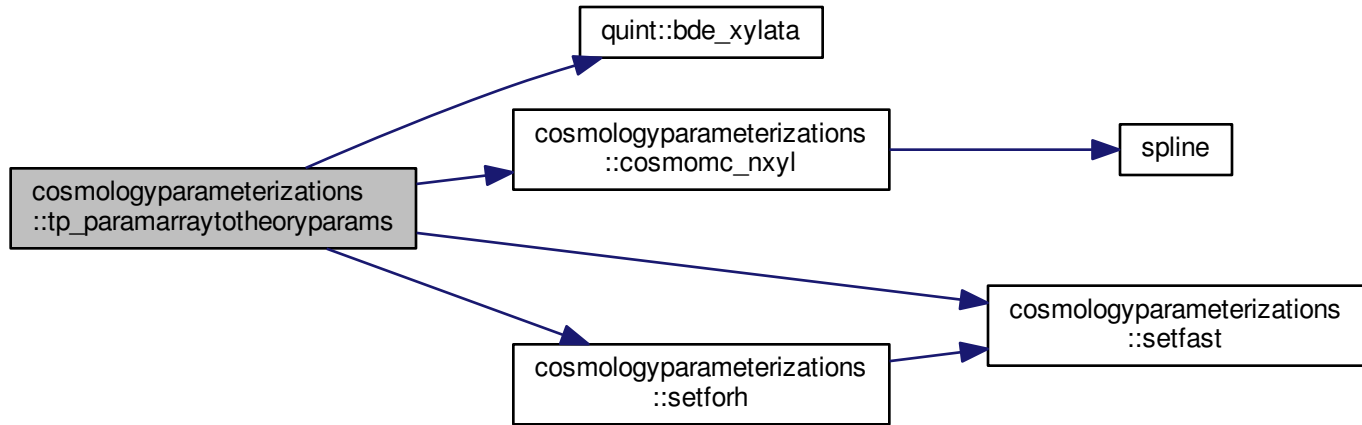 quint::bde_xylata
cosmologyparameterizations
::cosmomc_nxyl
spline
cosmologyparameterizations
::tp_paramarraytotheoryparams
cosmologyparameterizations
::setfast
cosmologyparameterizations
::setforh